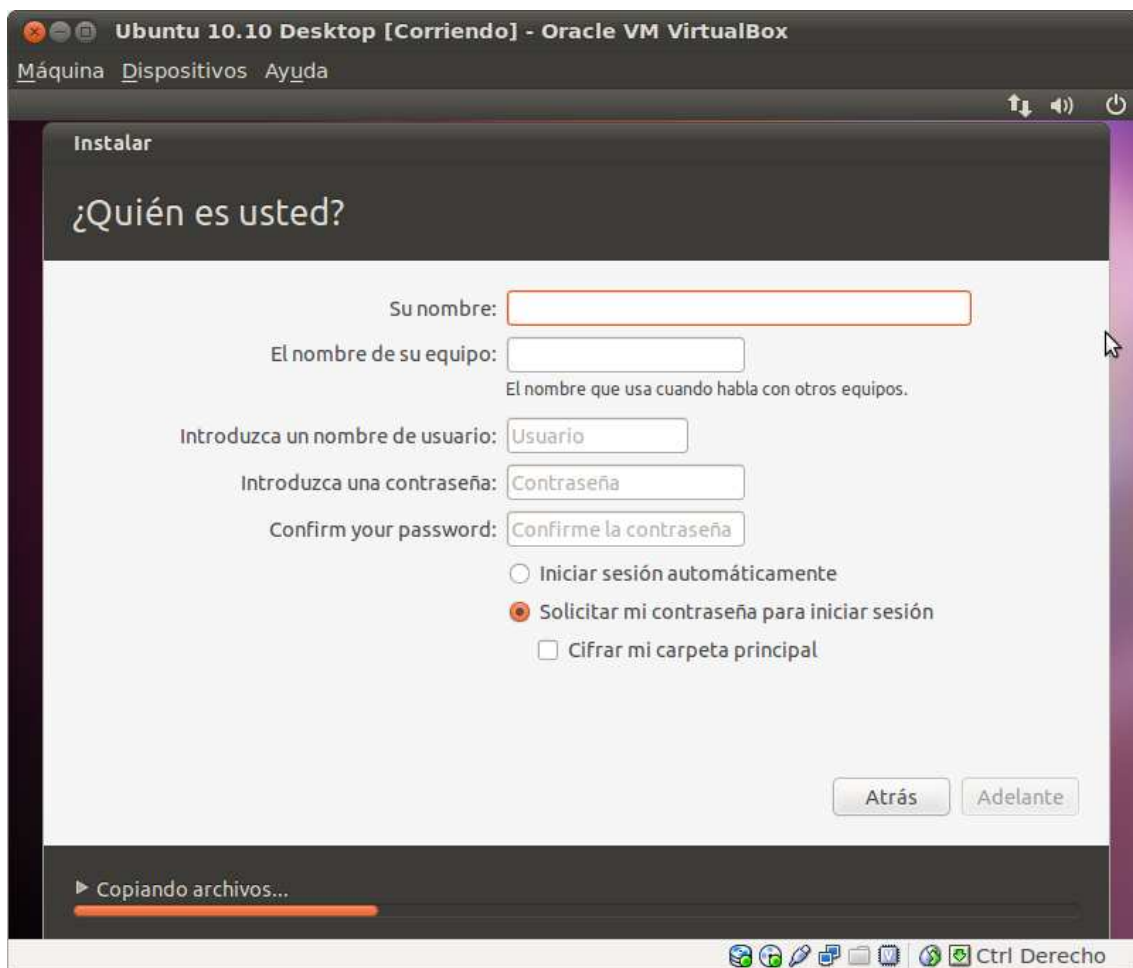 Ubuntu 10.10 Desktop [Corriendo] - Oracle VM VirtualBox
Máquina Dispositivos Ayuda
Instalar
¿Quién es usted?
Su nombre:
El nombre de su equipo:
El nombre que usa cuando habla con otros equipos.
Introduzca un nombre de usuario: Usuario
Introduzca una contraseña: Contraseña
Confirm your password: Confirme la contraseña
Iniciar sesión automáticamente
Solicitar mi contraseña para iniciar sesión
Cifrar mi carpeta principal
Atrás Adelante
Copiando archivos...
Ctrl Derecho